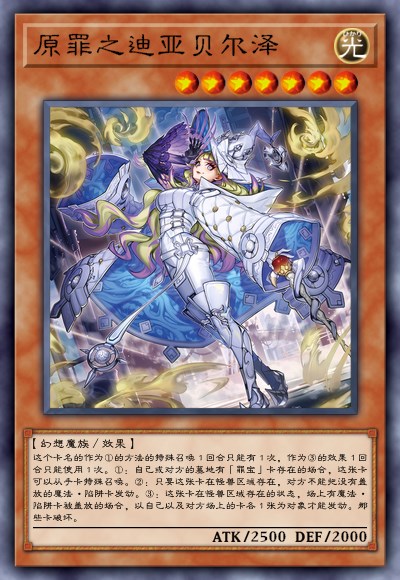 原罪之迪亚贝尔泽
光
【幻想魔族／效果】
这个卡名的作为①的方法的特殊召唤1回合只能有1次，作为③的效果1回
合只能使用1次。①：自己或对方的墓地有「罪宝」卡存在的场合，这张卡
可以从手卡特殊召唤。②：只要这张卡在怪兽区域存在，对方不能把没有盖
放的魔法·陷阱卡发动。③：这张卡在怪兽区域存在的状态，场上有魔法·
陷阱卡被盖放的场合，以自己以及对方场上的卡各1张为对象才能发动。那
些卡破坏。
ATK/2500 DEF/2000